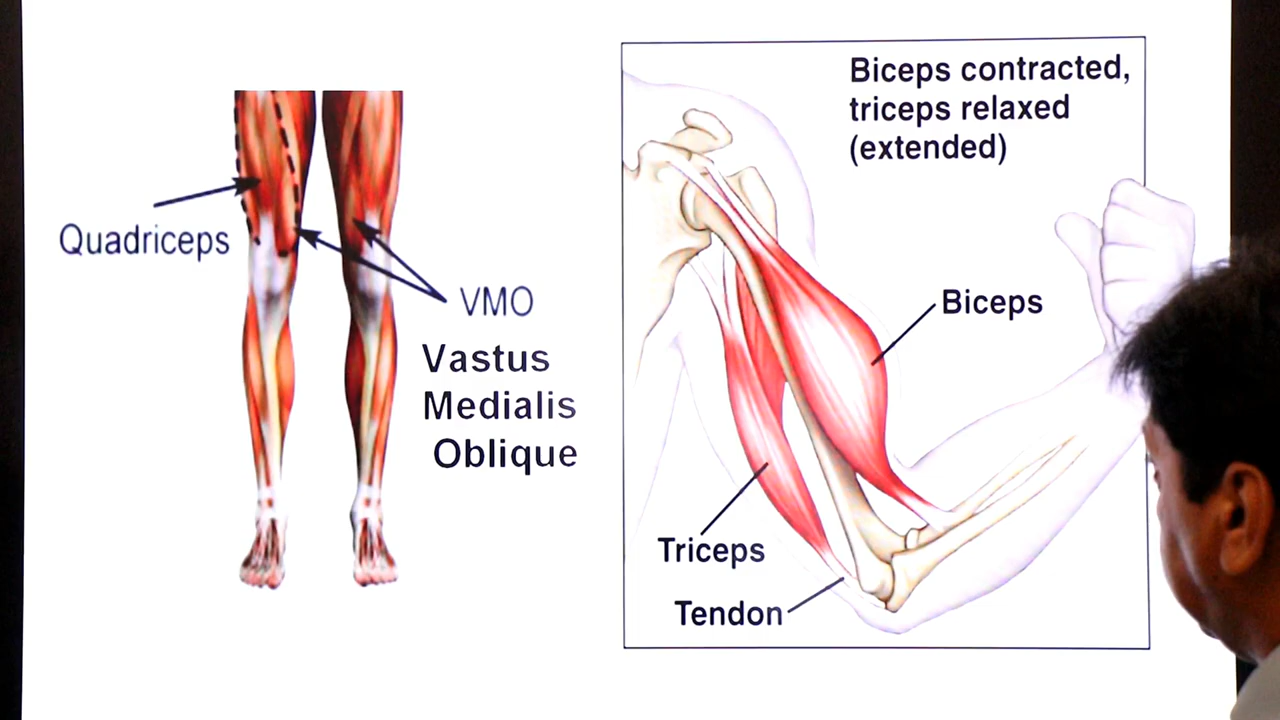 Quadriceps
VMO
Vastus
Medialis
Oblique
Biceps contracted,
triceps relaxed
(extended)
Biceps
Triceps
Tendon